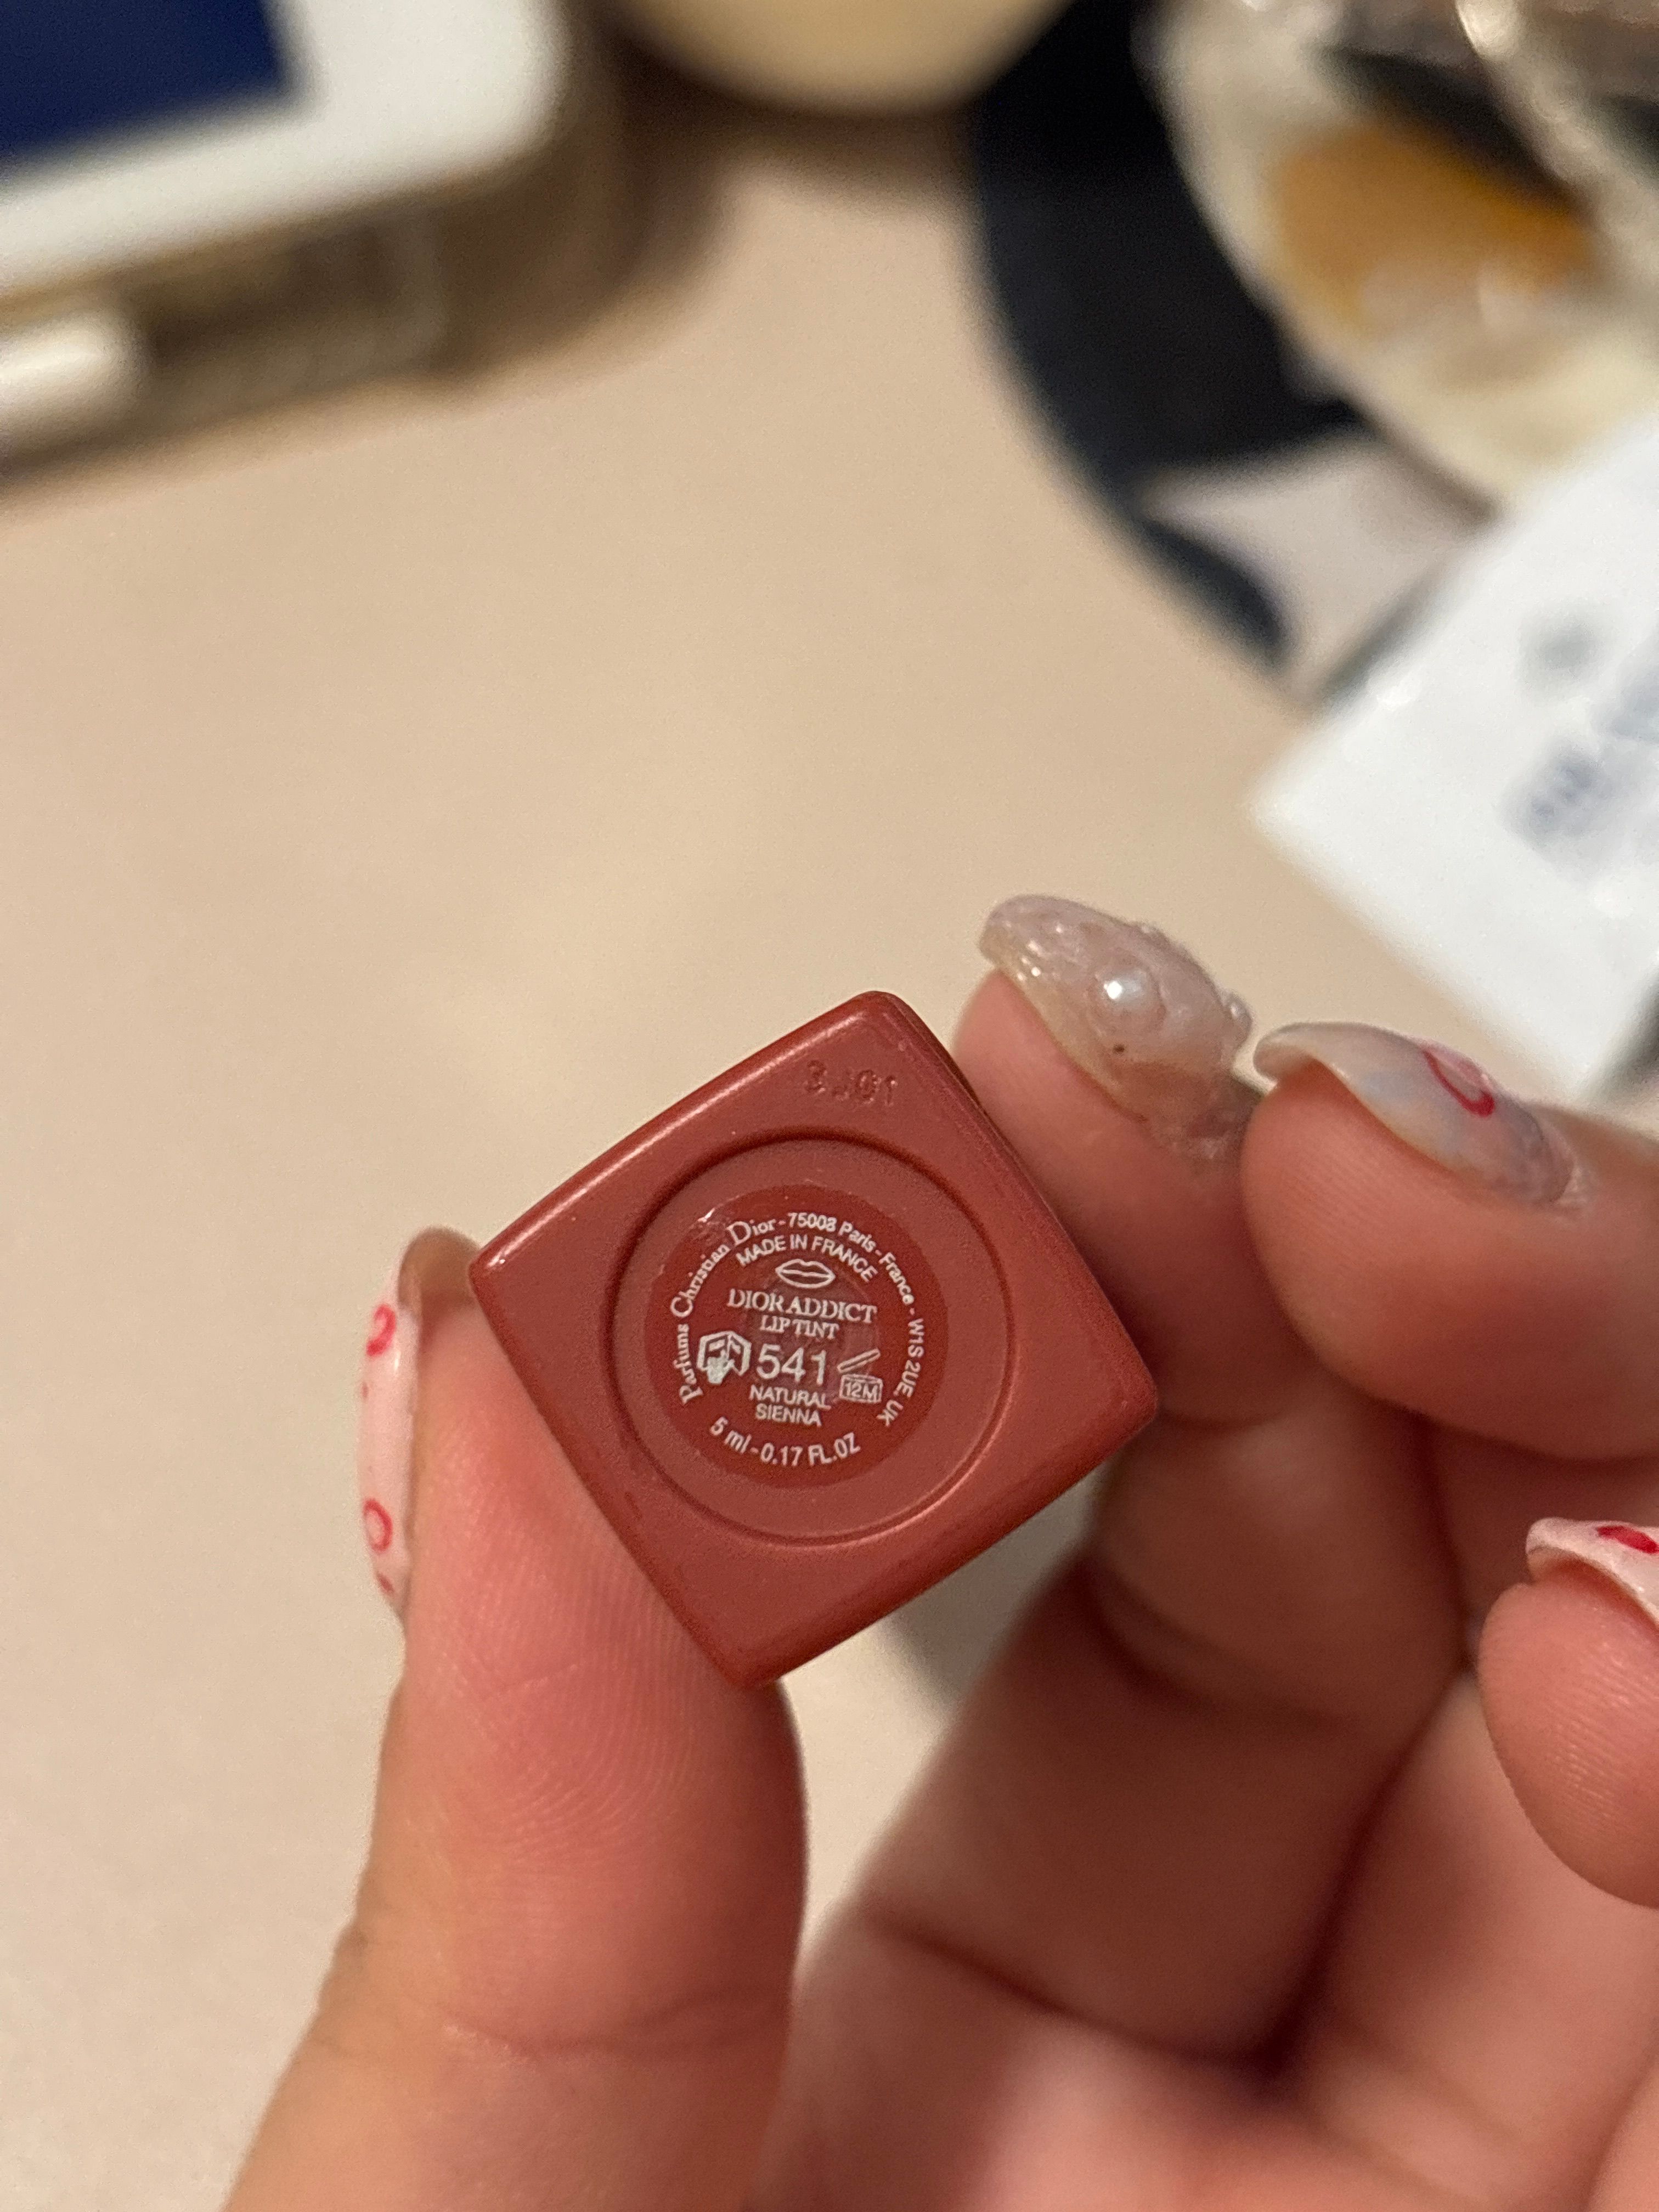 3J01
Parfums Christian Dior - 75008 Paris - France - W1S 2UE, UK
MADE IN FRANCE
DIOR ADDICT
LIP TINT
541
12M
NATURAL
SIENNA
5 ml - 0.17 FL.OZ